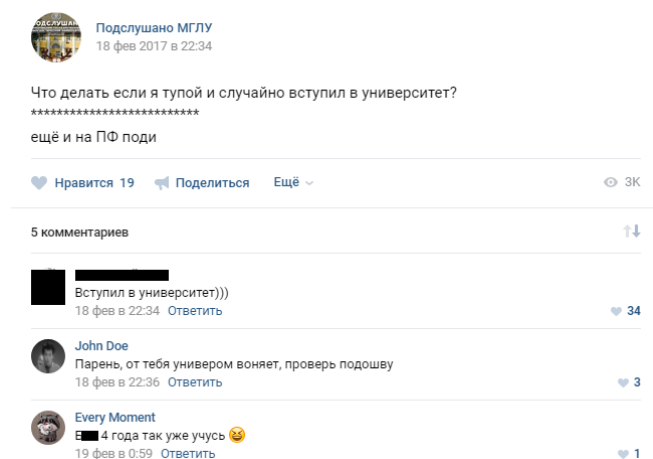 ПОДСЛУШАНО
Подслушано МГЛУ
18 фев 2017 в 22:34
Что делать если я тупой и случайно вступил в университет?
**************************
ещё и на ПФ поди
Нравится 19 Поделиться Ещё 3K
5 комментариев
Вступил в университет)))
18 фев в 22:34 Ответить 34
John Doe
Парень, от тебя универом воняет, проверь подошву
18 фев в 22:36 Ответить 3
Every Moment
Е 4 года так уже учусь 😆
19 фев в 0:59 Ответить 1